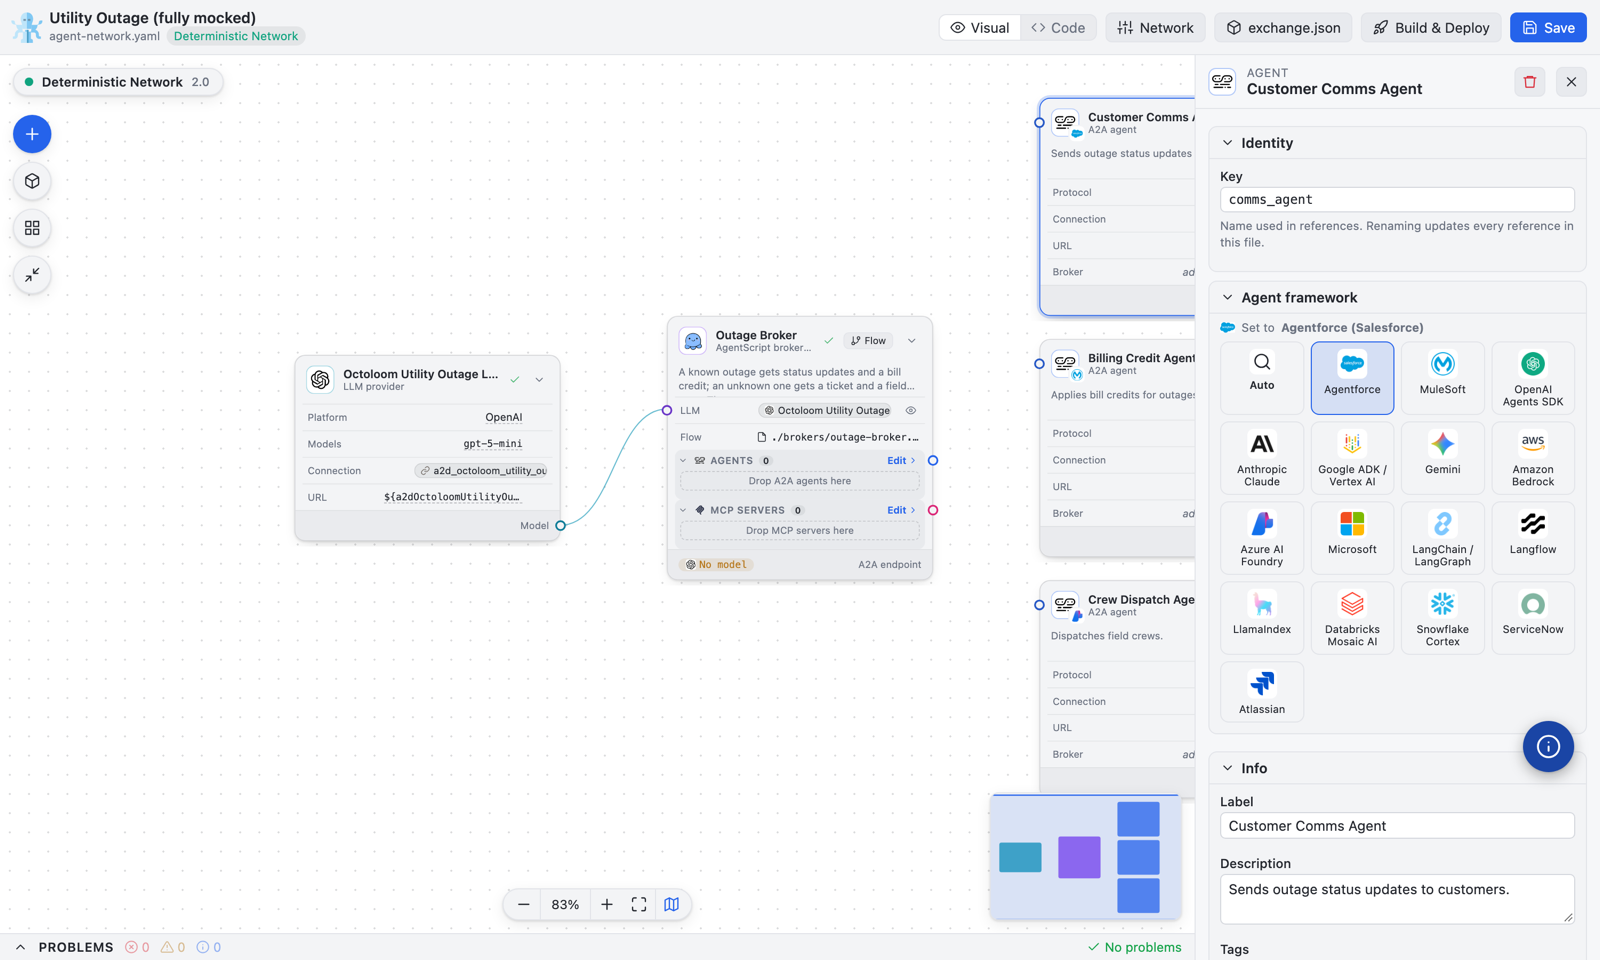 Utility Outage (fully mocked)
agent-network.yaml
Deterministic Network
Visual
Code
Network
exchange.json
Build & Deploy
Save
Deterministic Network 2.0
Octoloom Utility Outage L...
LLM provider
Platform
OpenAI
Models
gpt-5-mini
Connection
a2d_octoloom_utility_ou
URL
${a2dOctoloomUtilityOu...
Model
Outage Broker
AgentScript broker...
Flow
A known outage gets status updates and a bill
credit; an unknown one gets a ticket and a field...
LLM
Octoloom Utility Outage
Flow
./brokers/outage-broker....
AGENTS 0
Edit
Drop A2A agents here
MCP SERVERS 0
Edit
Drop MCP servers here
No model
A2A endpoint
Customer Comms A
A2A agent
Sends outage status updates
Protocol
Connection
URL
Broker
ad
Billing Credit Agent
A2A agent
Applies bill credits for outages
Protocol
Connection
URL
Broker
ad
Crew Dispatch Age
A2A agent
Dispatches field crews.
Protocol
Connection
URL
Broker
ad
83%
PROBLEMS 0 0 0
No problems
AGENT
Customer Comms Agent
Identity
Key
comms_agent
Name used in references. Renaming updates every reference in
this file.
Agent framework
Set to Agentforce (Salesforce)
Auto
Agentforce
MuleSoft
OpenAI
Agents SDK
Anthropic
Claude
Google ADK /
Vertex AI
Gemini
aws
Amazon
Bedrock
Azure AI
Foundry
Microsoft
LangChain /
LangGraph
Langflow
LlamaIndex
Databricks
Mosaic AI
Snowflake
Cortex
ServiceNow
Atlassian
Info
Label
Customer Comms Agent
Description
Sends outage status updates to customers.
Tags